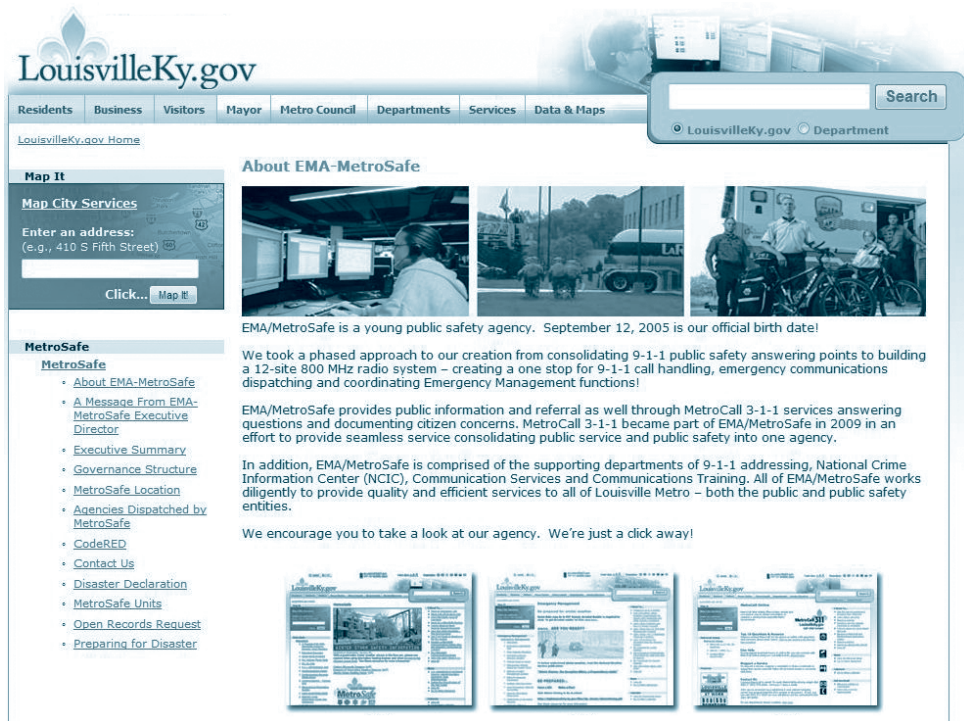 LouisvilleKy.gov
Residents Business Visitors Mayor Metro Council Departments Services Data & Maps
Search
LouisvilleKy.gov Department
LouisvilleKy.gov Home
Map It
Map City Services
Enter an address:
(e.g., 410 S Fifth Street)
Click... Map It!
MetroSafe
MetroSafe
About EMA-MetroSafe
A Message From EMA-
MetroSafe Executive
Director
Executive Summary
Governance Structure
MetroSafe Location
Agencies Dispatched by
MetroSafe
CodeRED
Contact Us
Disaster Declaration
MetroSafe Units
Open Records Request
Preparing for Disaster
About EMA-MetroSafe
LAR
EMA/MetroSafe is a young public safety agency. September 12, 2005 is our official birth date!
We took a phased approach to our creation from consolidating 9-1-1 public safety answering points to building
a 12-site 800 MHz radio system – creating a one stop for 9-1-1 call handling, emergency communications
dispatching and coordinating Emergency Management functions!
EMA/MetroSafe provides public information and referral as well through MetroCall 3-1-1 services answering
questions and documenting citizen concerns. MetroCall 3-1-1 became part of EMA/MetroSafe in 2009 in an
effort to provide seamless service consolidating public service and public safety into one agency.
In addition, EMA/MetroSafe is comprised of the supporting departments of 9-1-1 addressing, National Crime
Information Center (NCIC), Communication Services and Communications Training. All of EMA/MetroSafe works
diligently to provide quality and efficient services to all of Louisville Metro – both the public and public safety
entities.
We encourage you to take a look at our agency. We're just a click away!
LouisvilleKy.gov
MetroSafe
LouisvilleKy.gov
Emergency Management
LouisvilleKy.gov
MetroCall 311